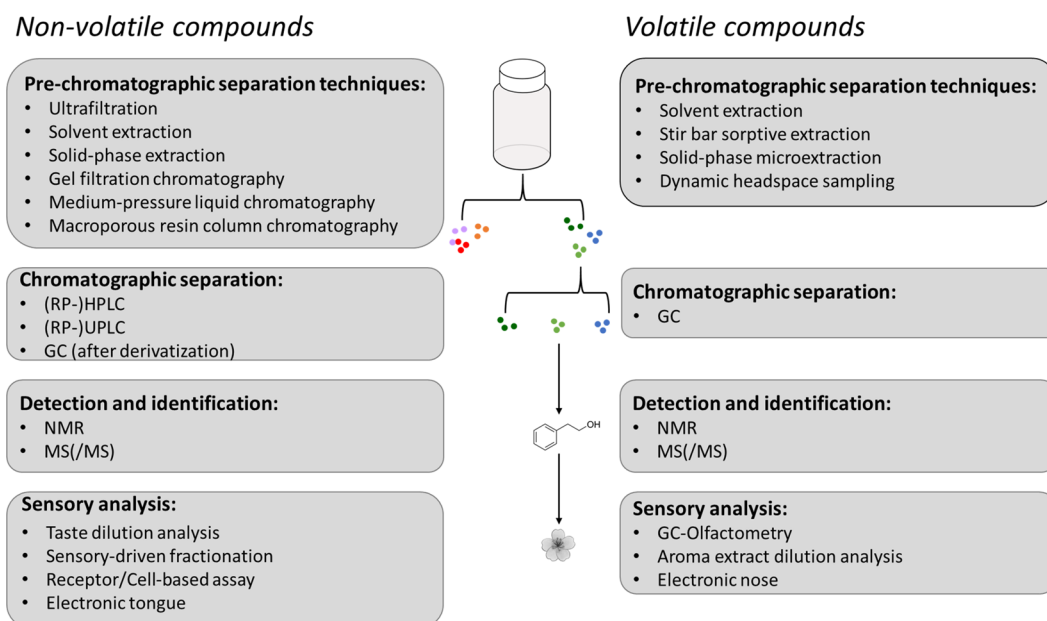 Non-volatile compounds
Pre-chromatographic separation techniques:
• Ultrafiltration
• Solvent extraction
• Solid-phase extraction
• Gel filtration chromatography
• Medium-pressure liquid chromatography
• Macroporous resin column chromatography
Chromatographic separation:
• (RP-)HPLC
• (RP-)UPLC
• GC (after derivatization)
Detection and identification:
• NMR
• MS(/MS)
Sensory analysis:
• Taste dilution analysis
• Sensory-driven fractionation
• Receptor/Cell-based assay
• Electronic tongue
OH
Volatile compounds
Pre-chromatographic separation techniques:
• Solvent extraction
• Stir bar sorptive extraction
• Solid-phase microextraction
• Dynamic headspace sampling
Chromatographic separation:
• GC
Detection and identification:
• NMR
• MS(/MS)
Sensory analysis:
• GC-Olfactometry
• Aroma extract dilution analysis
• Electronic nose